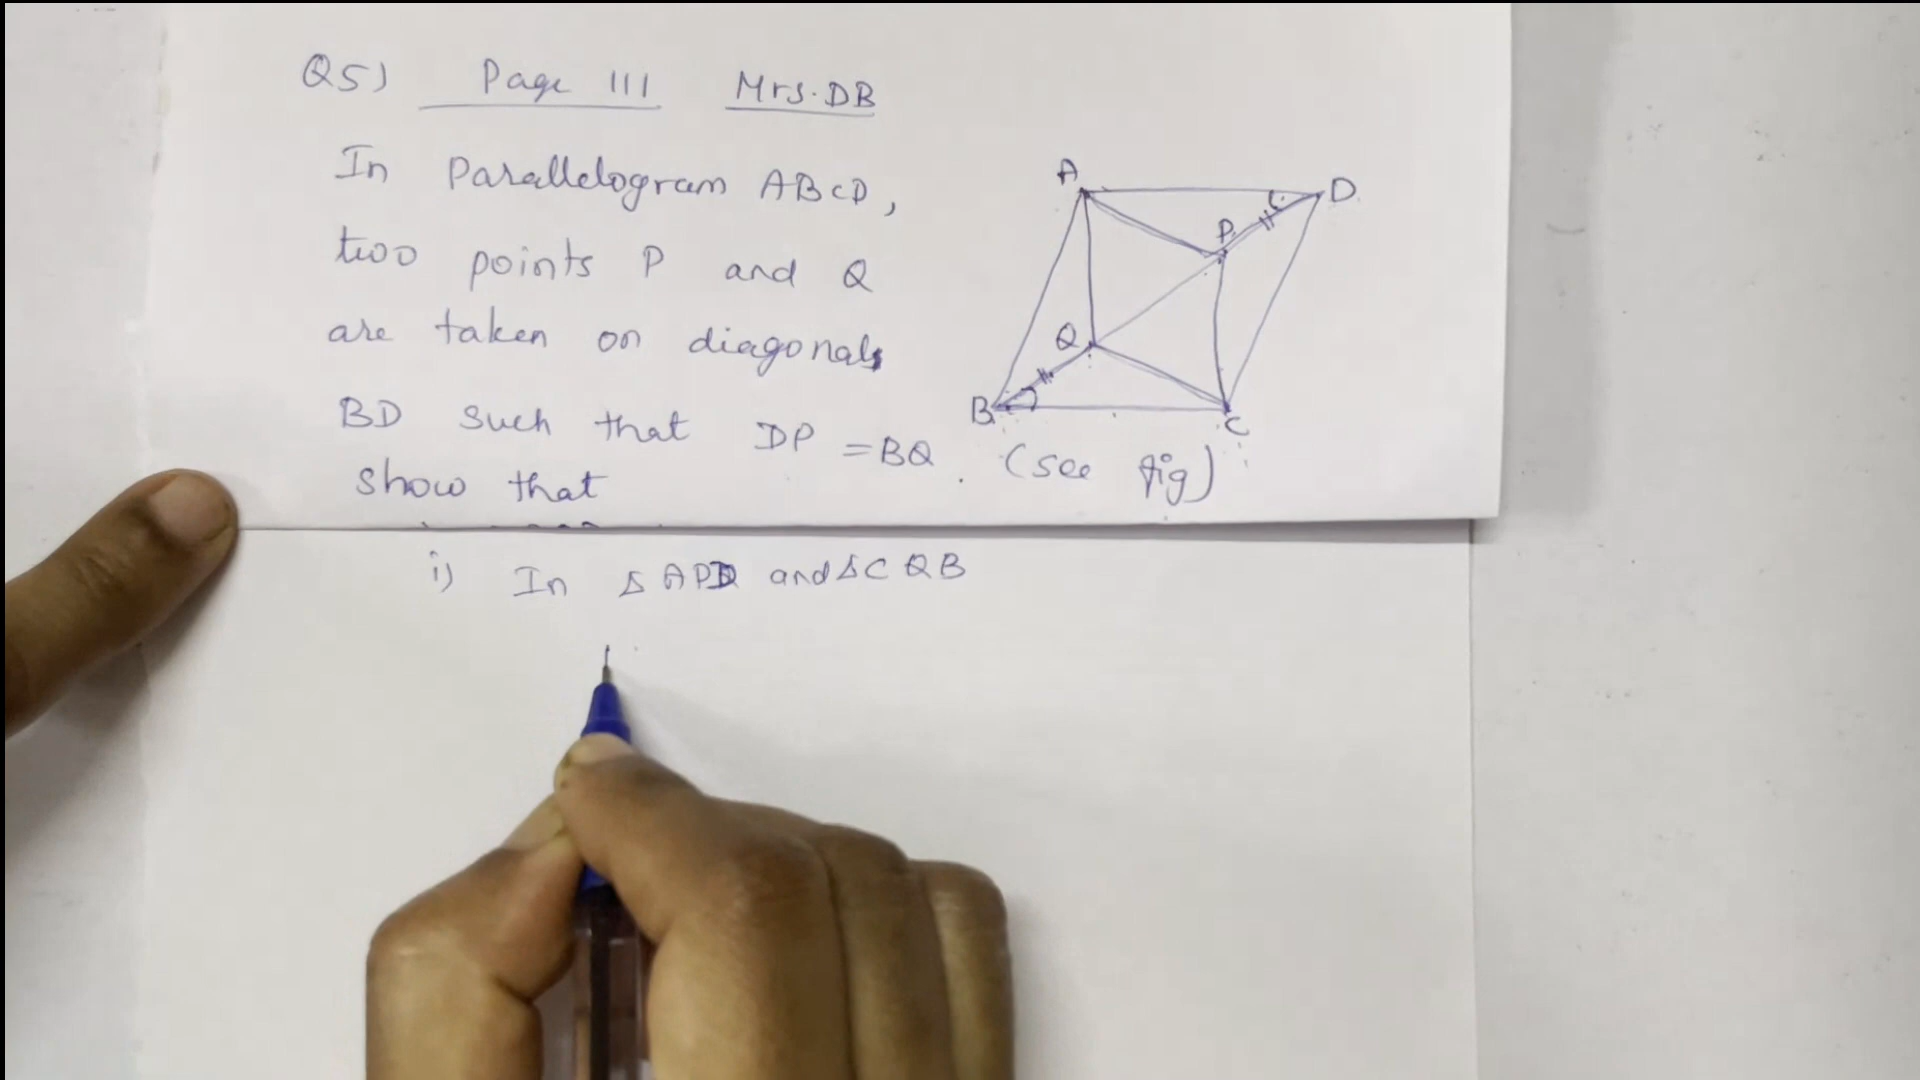 Q5) Page 111 Mrs. DB
In Parallelogram ABCD,
two points P and Q
are taken on diagonals
BD such that DP = BQ. (see fig)
show that
A
D
P
Q
B
C
i) In Δ APD and Δ CQB